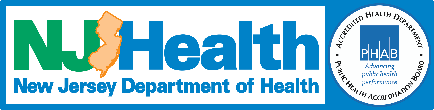 NJ Health
New Jersey Department of Health
ACCREDITED HEALTH DEPARTMENT
PHAB
Advancing
public health
performance
PUBLIC HEALTH ACCREDITATION BOARD